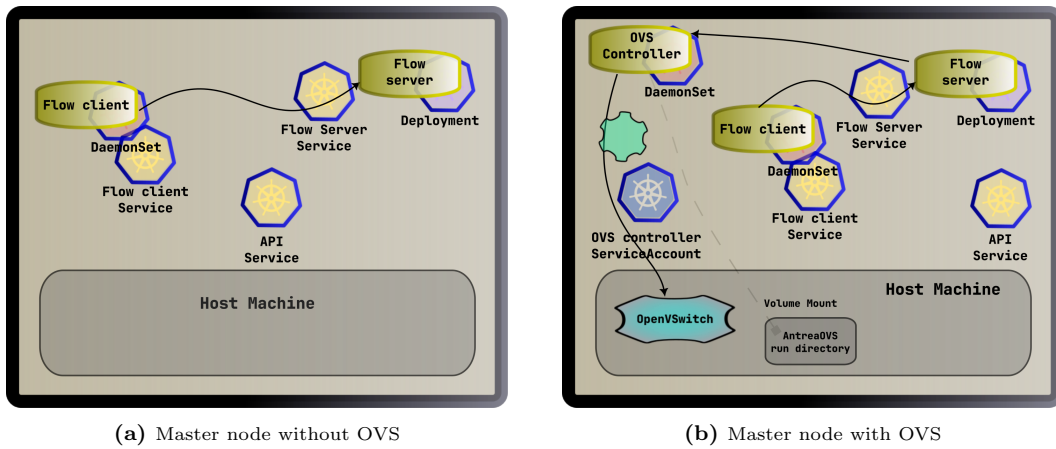 Flow client
DaemonSet
Flow client
Service
Flow Server
Service
Flow
server
Deployment
API
Service
Host Machine
(a) Master node without OVS
OVS
Controller
DaemonSet
Flow client
DaemonSet
Flow client
Service
Flow Server
Service
Flow
server
Deployment
OVS controller
ServiceAccount
API
Service
Host Machine
OpenVSwitch
Volume Mount
AntreaOVS
run directory
(b) Master node with OVS